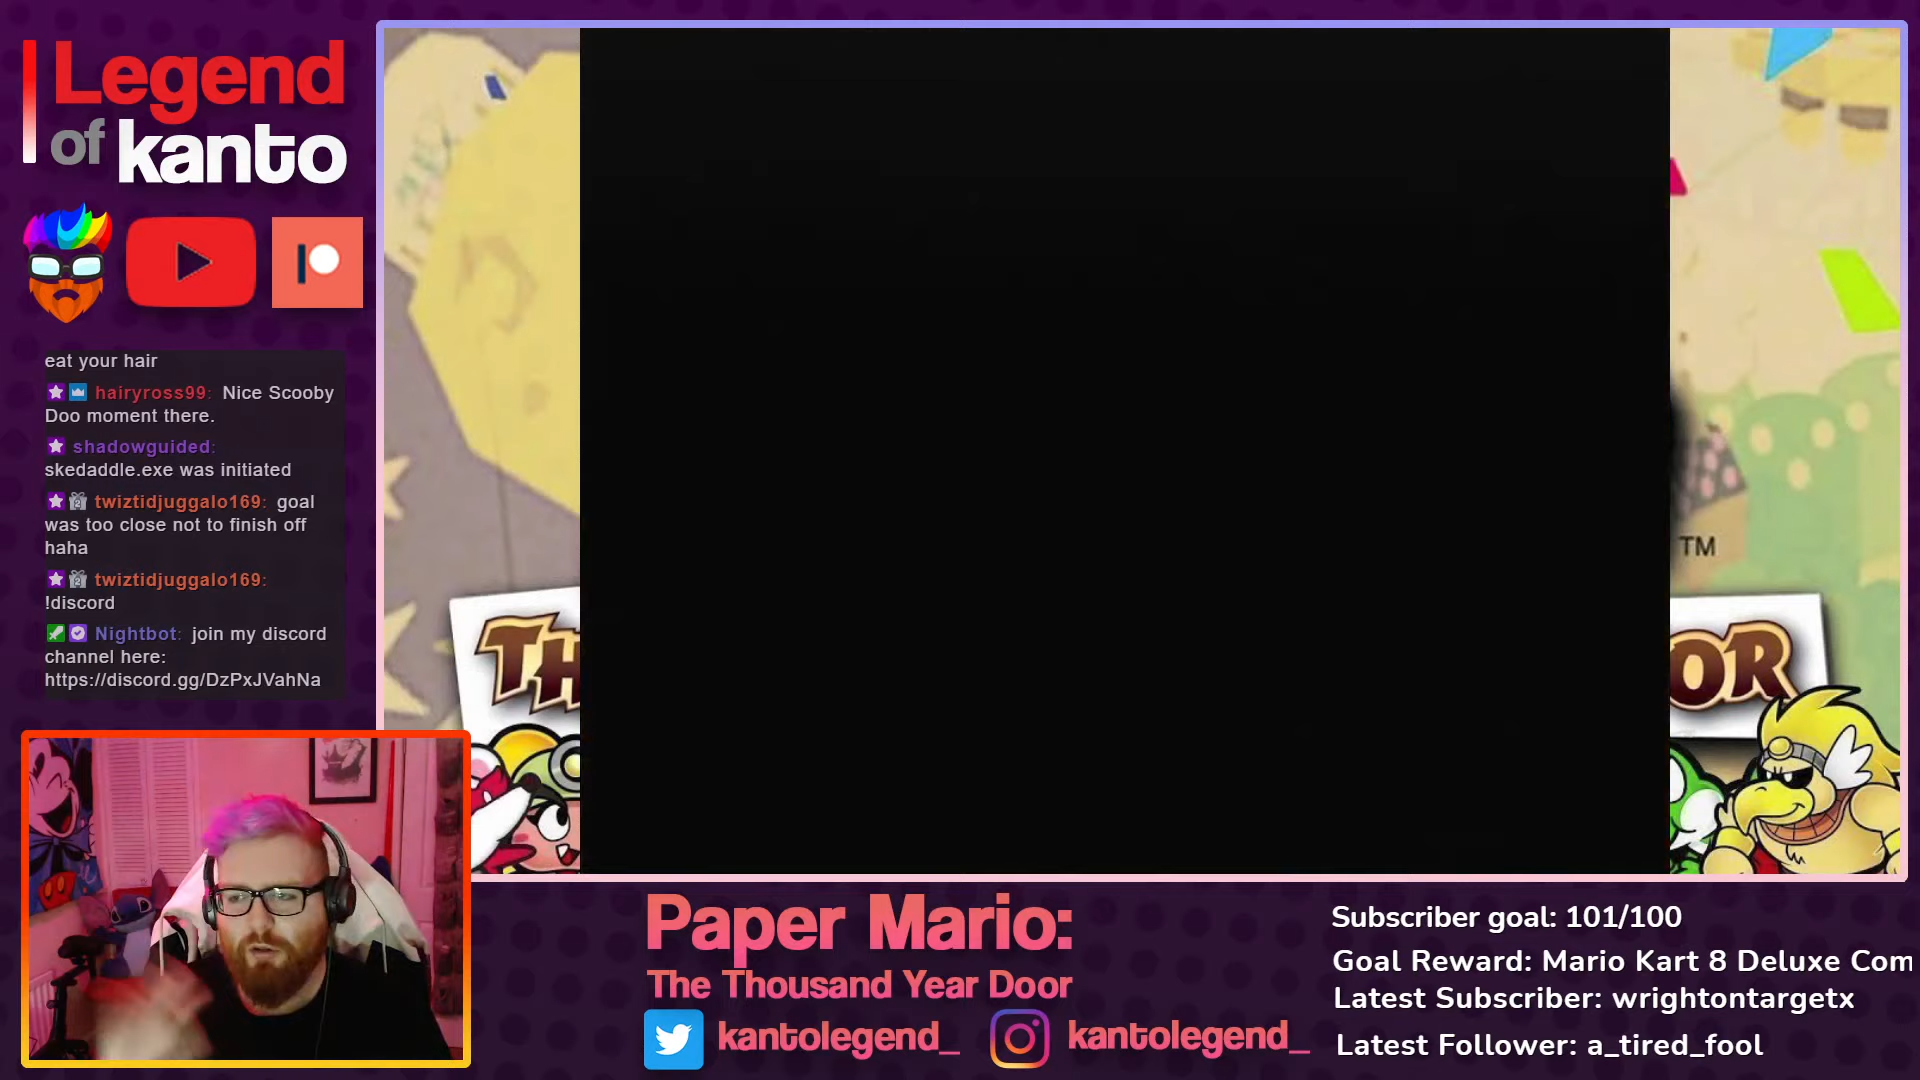 Legend
of kanto
eat your hair
hairyross99: Nice Scooby
Doo moment there.
shadowguided:
skedaddle.exe was initiated
twiztidjuggalo169: goal
was too close not to finish off
haha
twiztidjuggalo169:
!discord
Nightbot: join my discord
channel here:
https://discord.gg/DzPxJVahNa
TM
TH
OR
Paper Mario:
The Thousand Year Door
kantolegend_ kantolegend_
Subscriber goal: 101/100
Goal Reward: Mario Kart 8 Deluxe Com
Latest Subscriber: wrightontargetx
Latest Follower: a_tired_fool